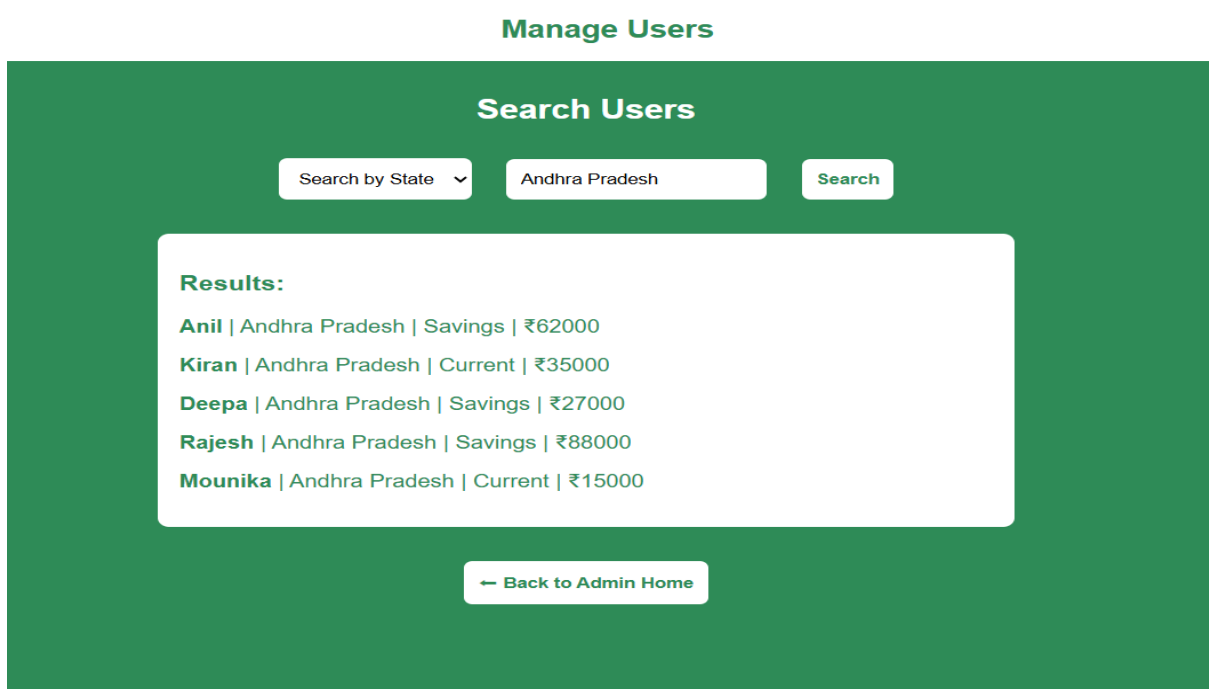 Manage Users
Search Users
Search by State Andhra Pradesh Search
Results:
Anil | Andhra Pradesh | Savings | ₹62000
Kiran | Andhra Pradesh | Current | ₹35000
Deepa | Andhra Pradesh | Savings | ₹27000
Rajesh | Andhra Pradesh | Savings | ₹88000
Mounika | Andhra Pradesh | Current | ₹15000
← Back to Admin Home